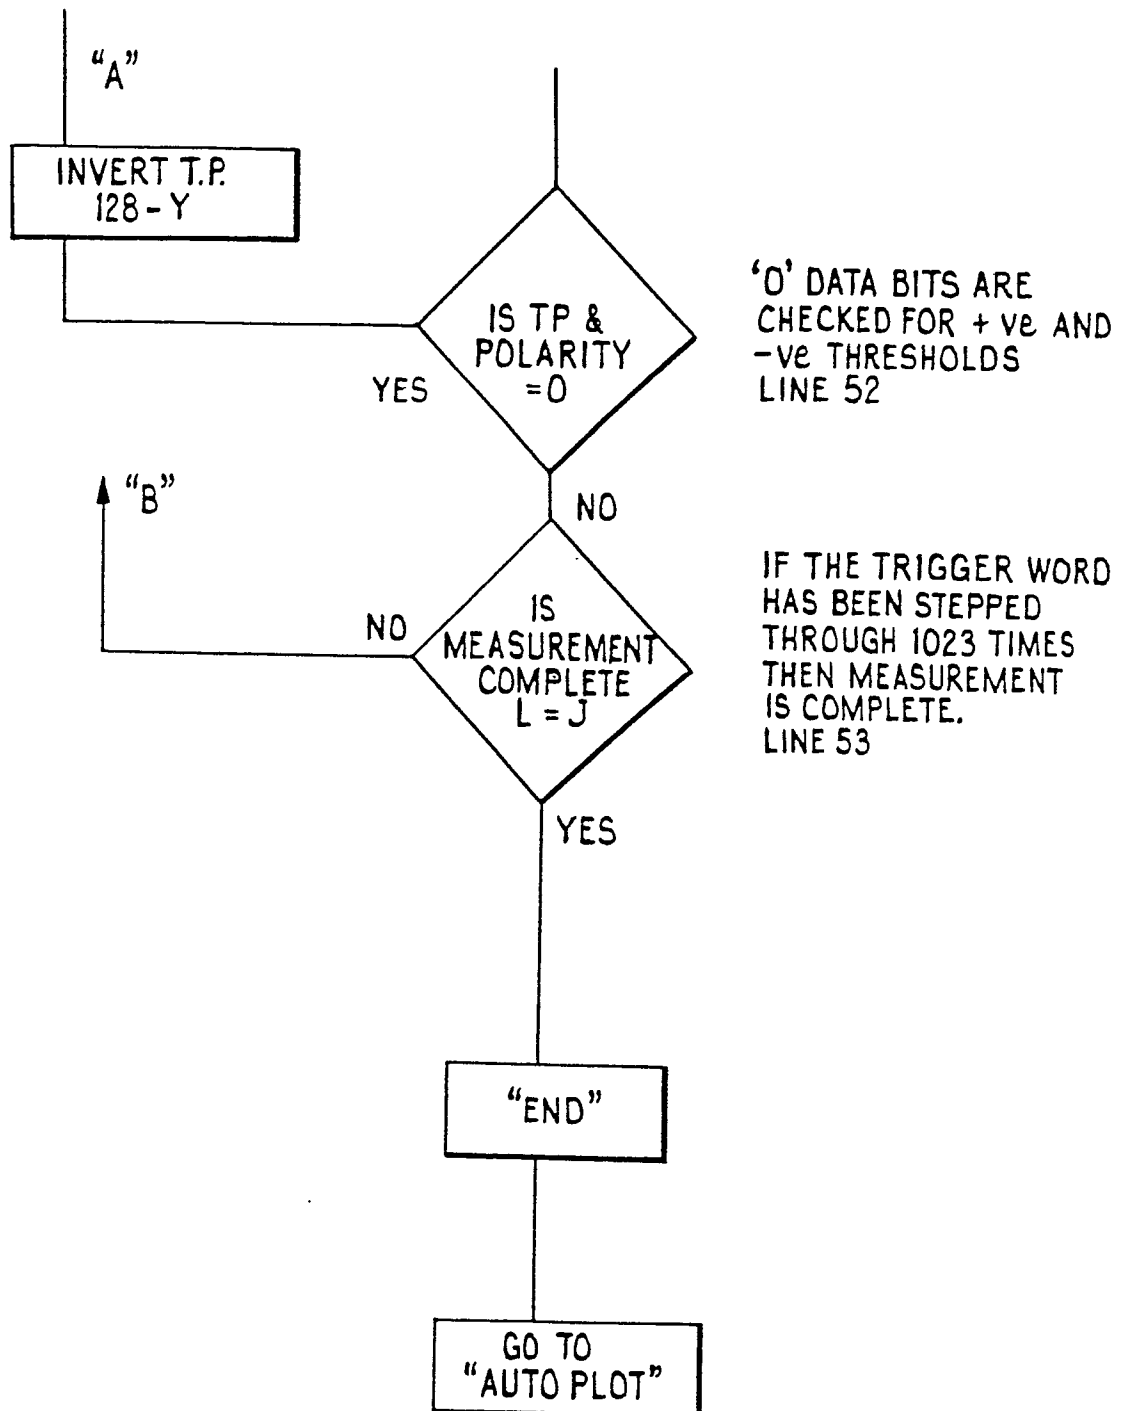 “A”
INVERT T.P.
128-Y
IS TP &
POLARITY
=0
YES
‘0’ DATA BITS ARE
CHECKED FOR +ve AND
-ve THRESHOLDS
LINE 52
“B”
NO
NO
IS
MEASUREMENT
COMPLETE
L=J
IF THE TRIGGER WORD
HAS BEEN STEPPED
THROUGH 1023 TIMES
THEN MEASUREMENT
IS COMPLETE.
LINE 53
YES
“END”
GO TO
“AUTO PLOT”